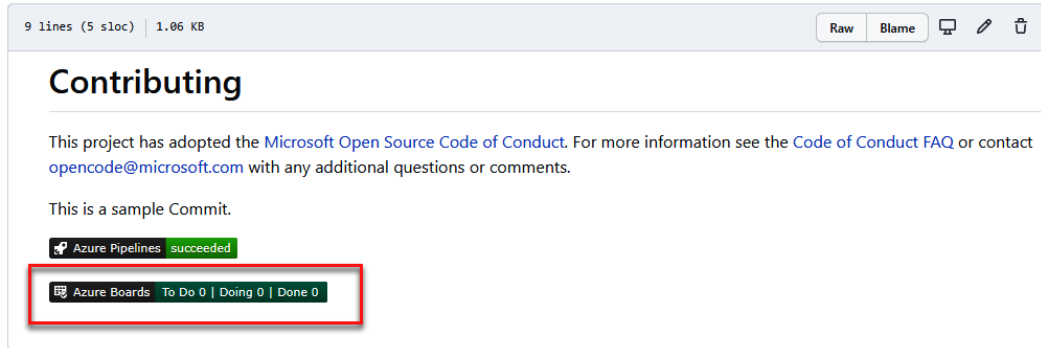 9 lines (5 sloc) | 1.06 KB
Raw Blame
Contributing
This project has adopted the Microsoft Open Source Code of Conduct. For more information see the Code of Conduct FAQ or contact
opencode@microsoft.com with any additional questions or comments.
This is a sample Commit.
Azure Pipelines succeeded
Azure Boards To Do 0 | Doing 0 | Done 0